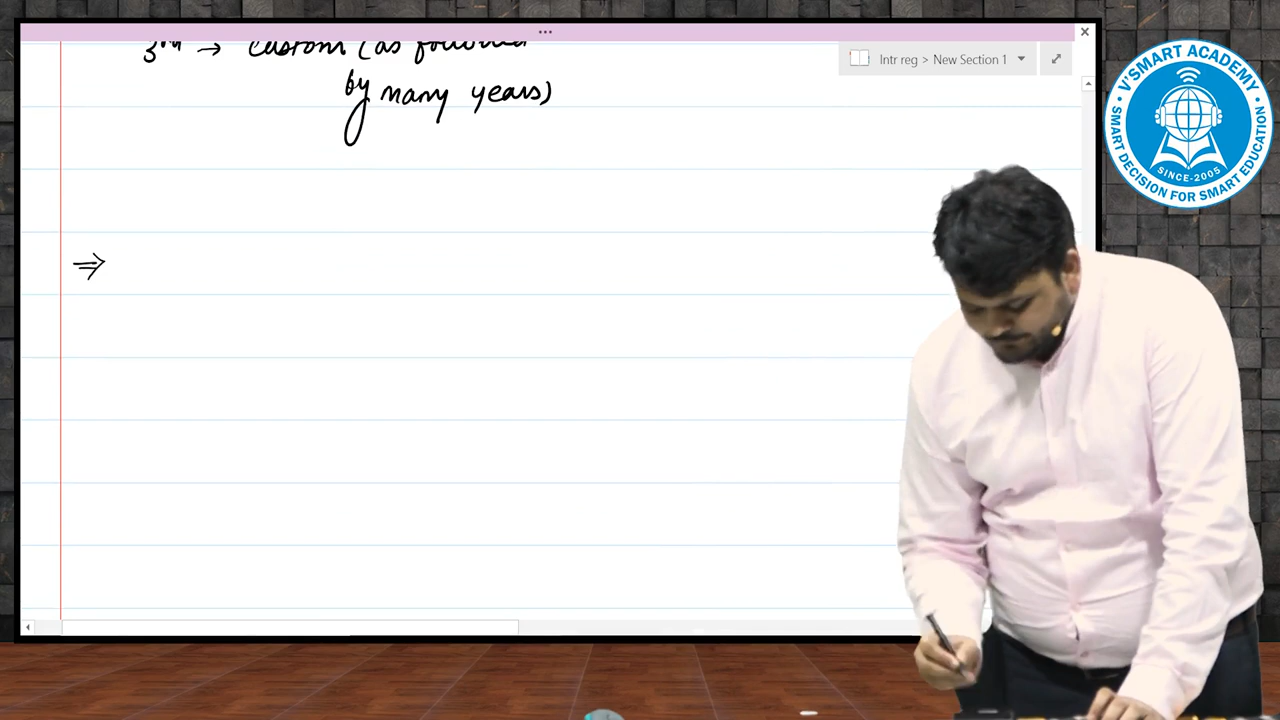 3rd → custom (as followed
by many years)
Intr reg > New Section 1
⇒
V'SMART ACADEMY
SMART DECISION FOR SMART EDUCATION
SINCE-2005